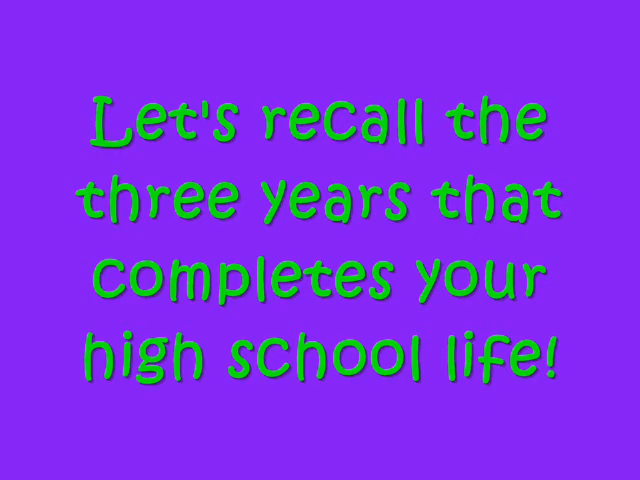 Let's recall the
three years that
completes your
high school life!